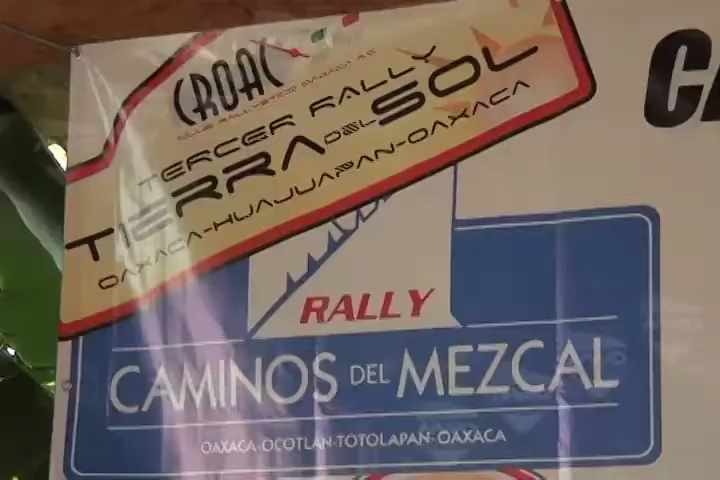 CROAC
TERCER RALLY
TIERRA DEL SOL
OAXACA-HUAJUAPAN-OAXACA
RALLY
CAMINOS DEL MEZCAL
OAXACA-OCOTLAN-TOTOLAPAN-OAXACA